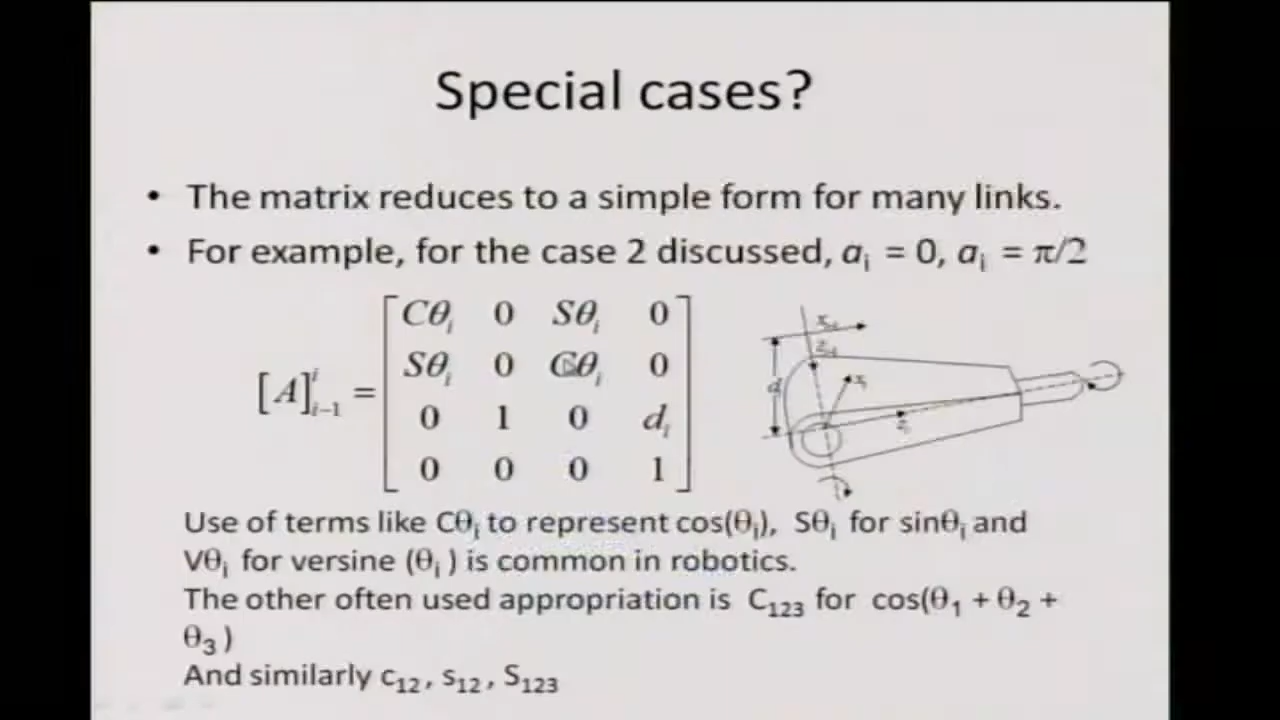 Special cases?
• The matrix reduces to a simple form for many links.
• For example, for the case 2 discussed, aᵢ = 0, aᵢ = π/2
[A]ⁱᵢ₋₁ =
Cθᵢ 0 Sθᵢ 0
Sθᵢ 0 Cθᵢ 0
0 1 0 dᵢ
0 0 0 1
Use of terms like Cθᵢ to represent cos(θᵢ), Sθᵢ for sinθᵢ and
Vθᵢ for versine (θᵢ ) is common in robotics.
The other often used appropriation is C₁₂₃ for cos(θ₁ + θ₂ +
θ₃ )
And similarly c₁₂, s₁₂, S₁₂₃